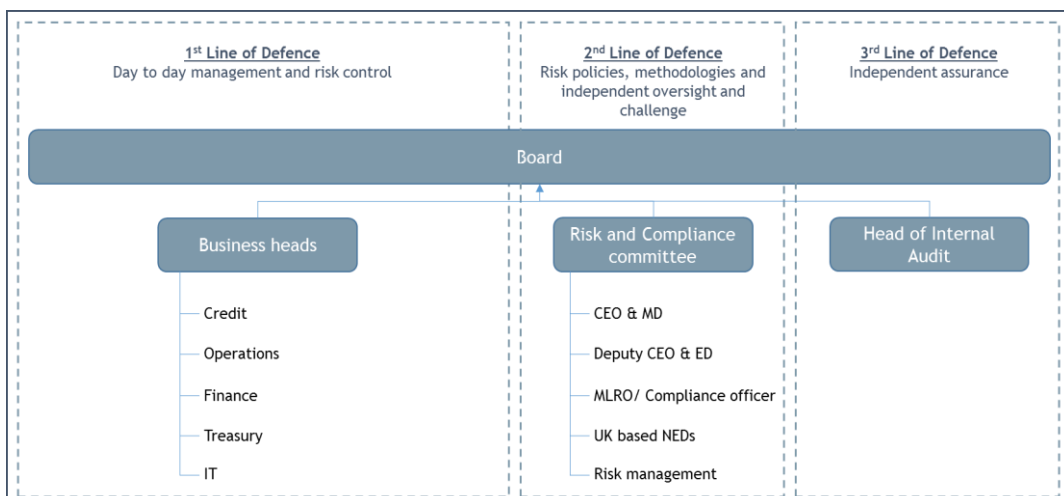 1st Line of Defence
Day to day management and risk control
2nd Line of Defence
Risk policies, methodologies and
independent oversight and
challenge
3rd Line of Defence
Independent assurance
Board
Business heads
Credit
Operations
Finance
Treasury
IT
Risk and Compliance
committee
CEO & MD
Deputy CEO & ED
MLRO/ Compliance officer
UK based NEDs
Risk management
Head of Internal
Audit